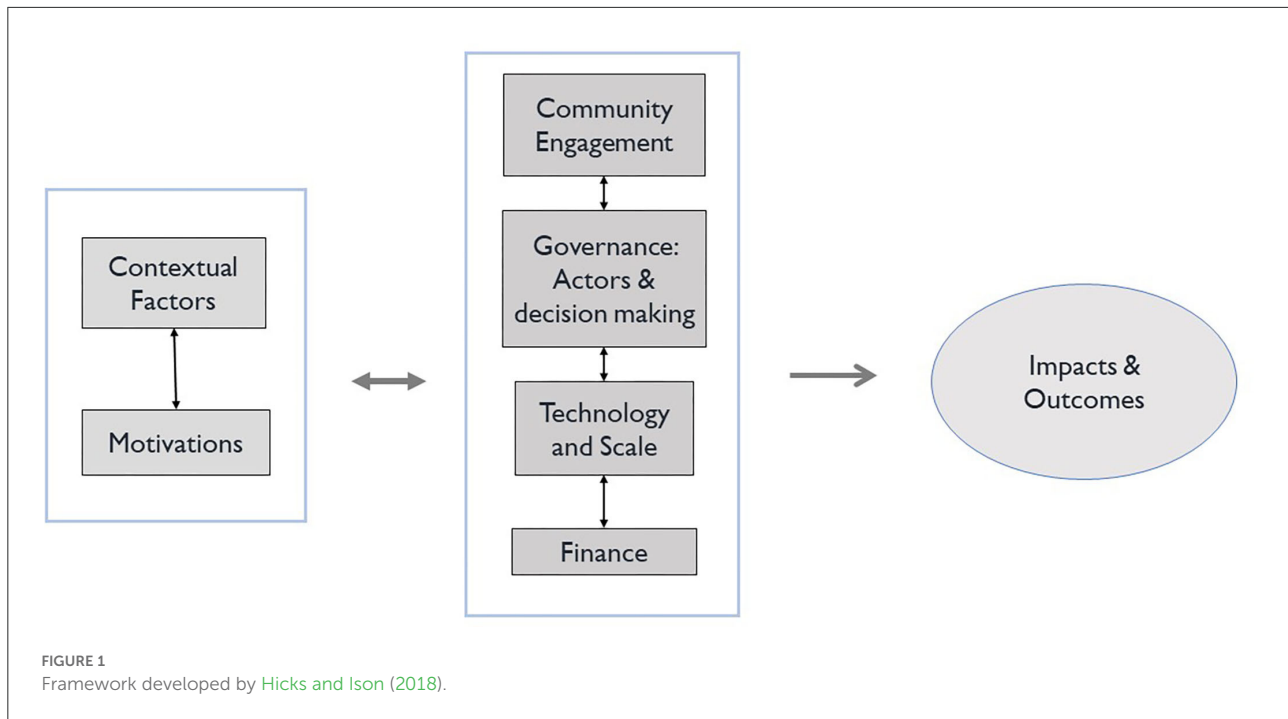 Contextual
Factors
Motivations
Community
Engagement
Governance:
Actors &
decision making
Technology
and Scale
Finance
Impacts &
Outcomes
FIGURE 1
Framework developed by Hicks and Ison (2018).